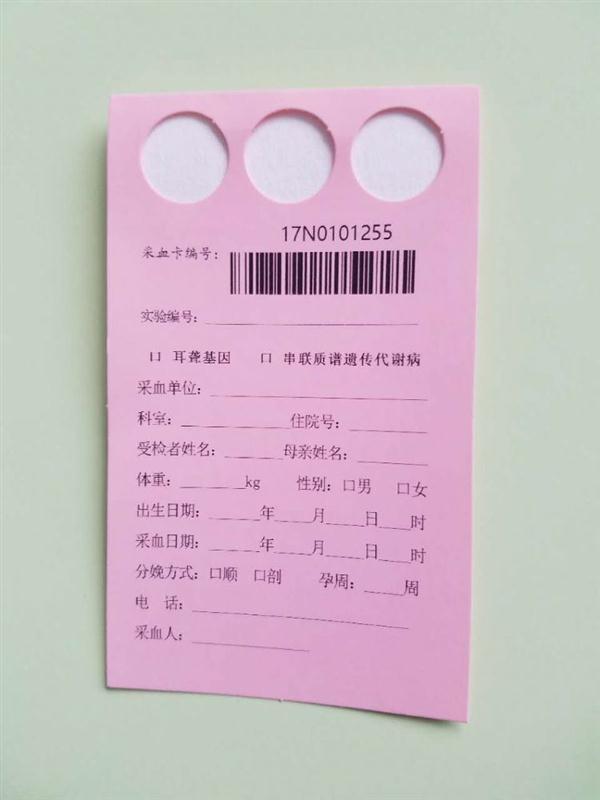 17N0101255
采血卡编号：
实验编号：
口 耳聋基因 口 串联质谱遗传代谢病
采血单位：
科室： 住院号：
受检者姓名： 母亲姓名：
体重： kg 性别：口男 口女
出生日期： 年 月 日 时
采血日期： 年 月 日 时
分娩方式：口顺 口剖 孕周： 周
电 话：
采血人：